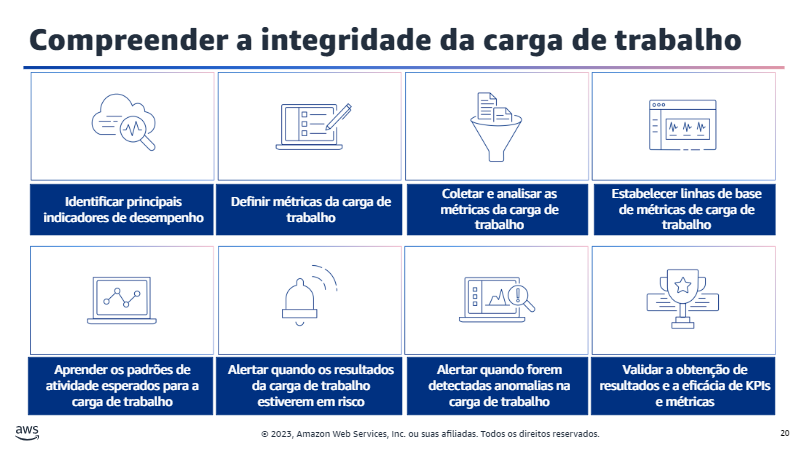 Compreender a integridade da carga de trabalho
Identificar principais
indicadores de desempenho
Definir métricas da carga de
trabalho
Coletar e analisar as
métricas da carga de
trabalho
Estabelecer linhas de base
de métricas de carga de
trabalho
Aprender os padrões de
atividade esperados para a
carga de trabalho
Alertar quando os resultados
da carga de trabalho
estiverem em risco
Alertar quando forem
detectadas anomalias na
carga de trabalho
Validar a obtenção de
resultados e a eficácia de KPIs
e métricas
aws
© 2023, Amazon Web Services, Inc. ou suas afiliadas. Todos os direitos reservados.
20